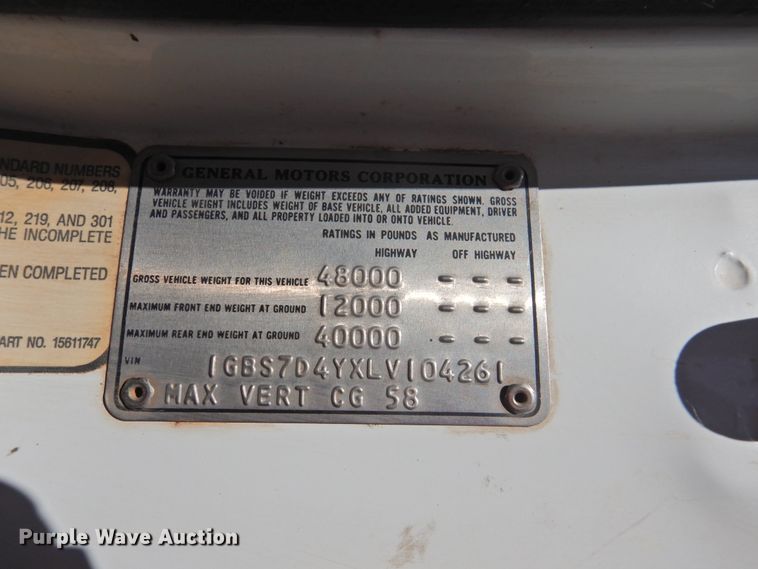 NDARD NUMBERS
05, 206, 207, 208,
12, 219, AND 301
HE INCOMPLETE
EN COMPLETED
ART NO. 15611747
GENERAL MOTORS CORPORATION
WARRANTY MAY BE VOIDED IF WEIGHT EXCEEDS ANY OF RATINGS SHOWN. GROSS
VEHICLE WEIGHT INCLUDES WEIGHT OF BASE VEHICLE, ALL ADDED EQUIPMENT, DRIVER
AND PASSENGERS, AND ALL PROPERTY LOADED INTO OR ONTO VEHICLE.
RATINGS IN POUNDS AS MANUFACTURED
HIGHWAY OFF HIGHWAY
GROSS VEHICLE WEIGHT FOR THIS VEHICLE 48000 - - -
MAXIMUM FRONT END WEIGHT AT GROUND 12000 - - -
MAXIMUM REAR END WEIGHT AT GROUND 40000 - - -
VIN 1GBS7D4YXLV104261
MAX VERT CG 58
Purple Wave Auction